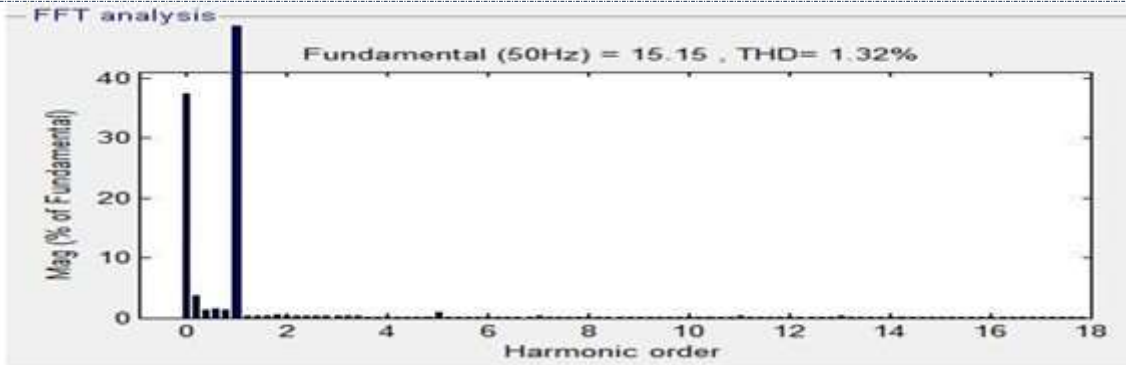 FFT analysis
Fundamental (50Hz) = 15.15 , THD= 1.32%
Mag (% of Fundamental)
40
30
20
10
0
0 2 4 6 8 10 12 14 16 18
Harmonic order